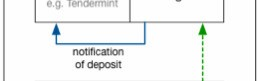 e.g. Tendermint
notification
of deposit